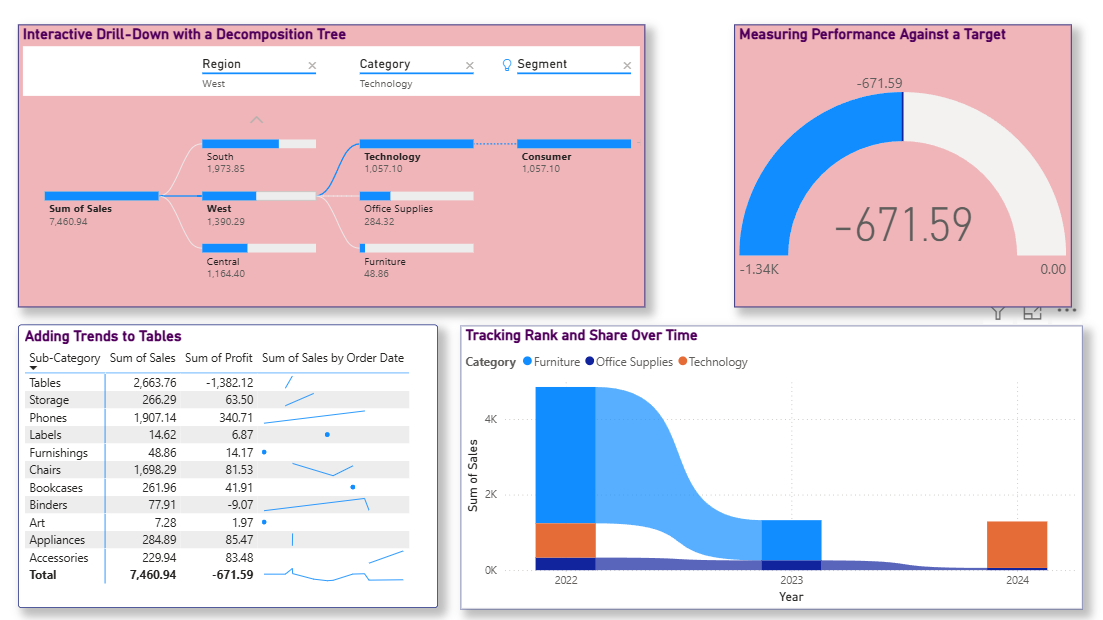 Interactive Drill-Down with a Decomposition Tree
Region
West
Category
Technology
Segment
South
1,973.85
Technology
1,057.10
Consumer
1,057.10
Sum of Sales
7,460.94
West
1,390.29
Office Supplies
284.32
Central
1,164.40
Furniture
48.86
Measuring Performance Against a Target
-671.59
-671.59
-1.34K
0.00
Adding Trends to Tables
Sub-Category Sum of Sales Sum of Profit Sum of Sales by Order Date
Tables 2,663.76 -1,382.12
Storage 266.29 63.50
Phones 1,907.14 340.71
Labels 14.62 6.87
Furnishings 48.86 14.17
Chairs 1,698.29 81.53
Bookcases 261.96 41.91
Binders 77.91 -9.07
Art 7.28 1.97
Appliances 284.89 85.47
Accessories 229.94 83.48
Total 7,460.94 -671.59
Tracking Rank and Share Over Time
Category Furniture Office Supplies Technology
Sum of Sales
4K
2K
0K
2022 2023 2024
Year